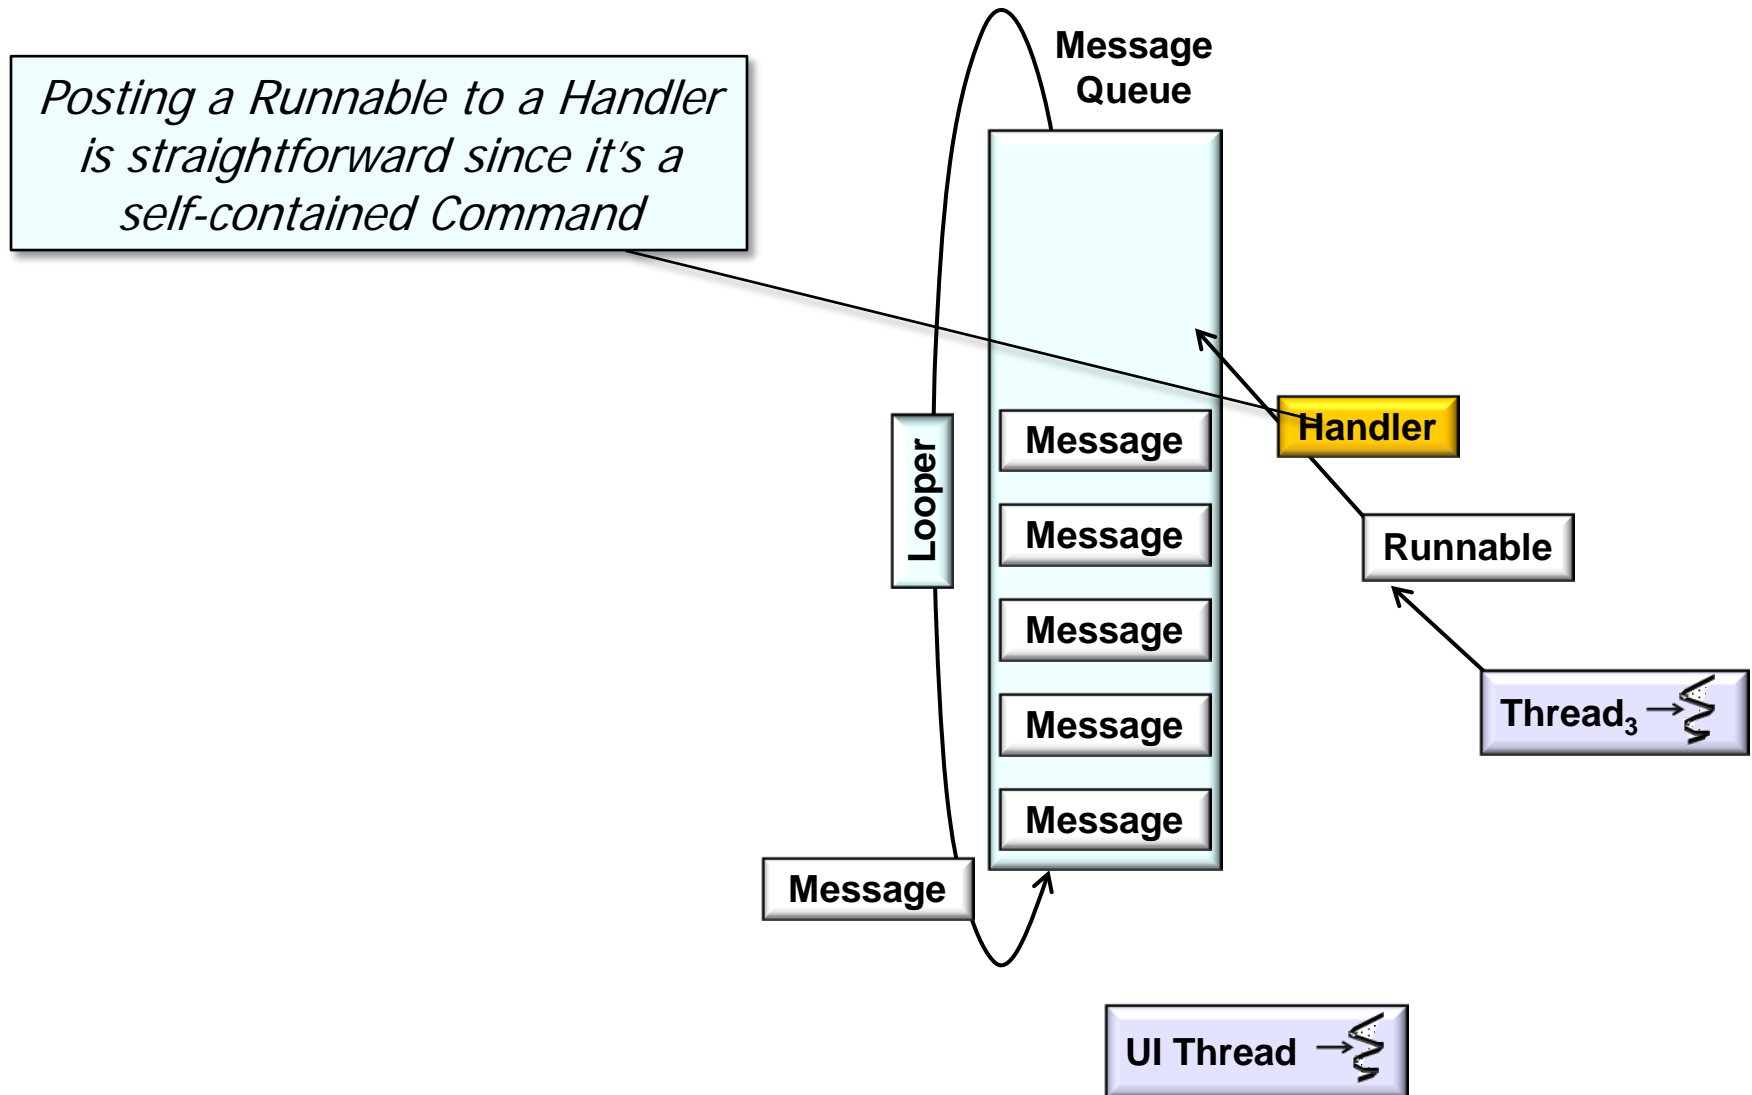 Message
Queue
Posting a Runnable to a Handler
is straightforward since it's a
self-contained Command
Handler
Message
Looper
Message
Runnable
Message
Message
Thread₃
Message
Message
UI Thread